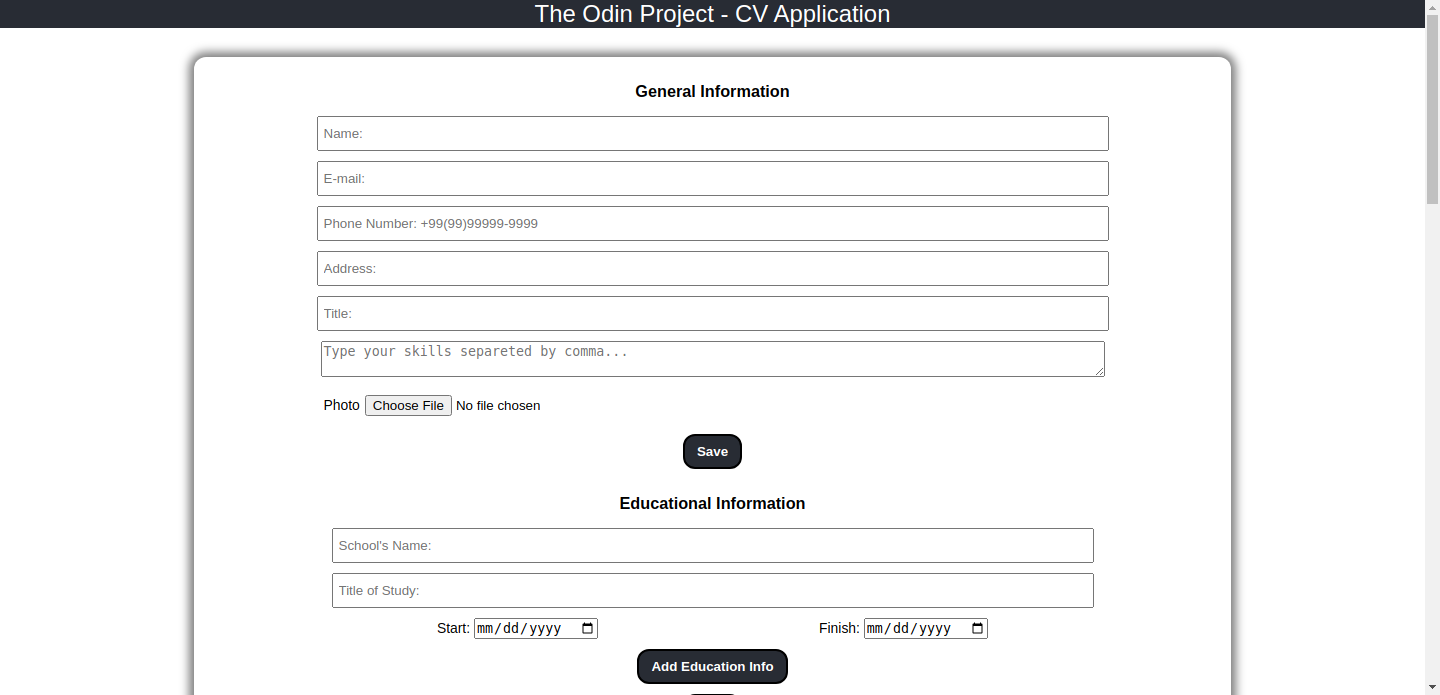 The Odin Project - CV Application
General Information
Name:
E-mail:
Phone Number: +99(99)99999-9999
Address:
Title:
Type your skills separeted by comma...
Photo Choose File No file chosen
Save
Educational Information
School's Name:
Title of Study:
Start: mm/dd/yyyy Finish: mm/dd/yyyy
Add Education Info